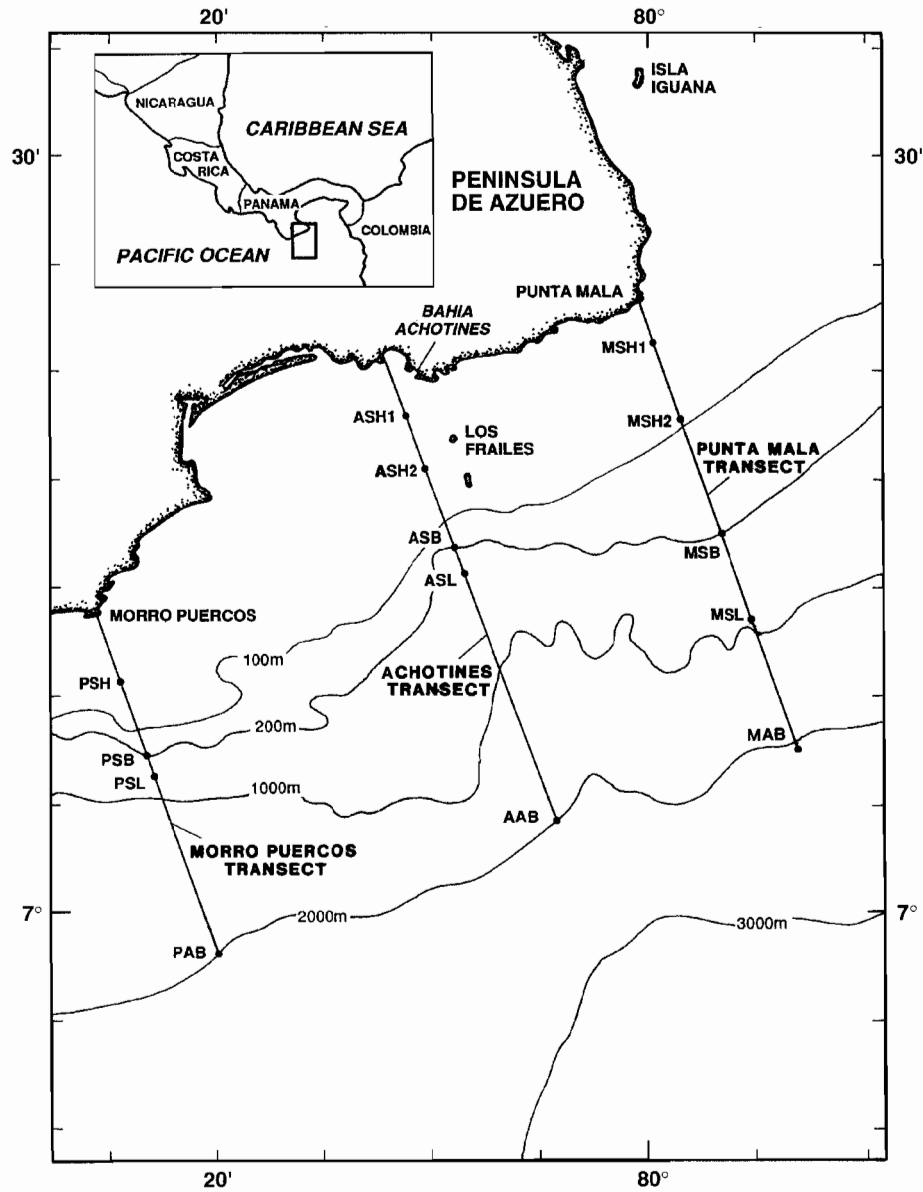 20'
80°
ISLA
IGUANA
NICARAGUA
CARIBBEAN SEA
COSTA
RICA
PANAMA
COLOMBIA
PACIFIC OCEAN
30'
30'
PENINSULA
DE AZUERO
PUNTA MALA
BAHIA
ACHOTINES
MSH1
ASH1
MSH2
LOS
FRAILES
PUNTA MALA
TRANSECT
ASH2
ASB
MSB
ASL
MORRO PUERCOS
MSL
100m
ACHOTINES
TRANSECT
PSH
200m
MAB
PSB
PSL
1000m
AAB
MORRO PUERCOS
TRANSECT
2000m
3000m
7°
7°
PAB
20'
80°